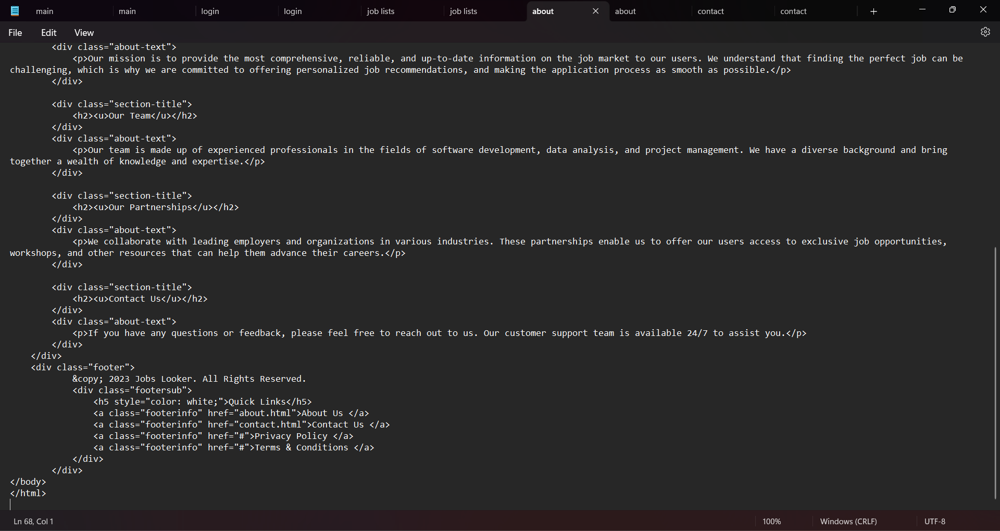 main main login login job lists job lists about about contact contact
File Edit View
<div class="about-text">
<p>Our mission is to provide the most comprehensive, reliable, and up-to-date information on the job market to our users. We understand that finding the perfect job can be
challenging, which is why we are committed to offering personalized job recommendations, and making the application process as smooth as possible.</p>
</div>
<div class="section-title">
<h2><u>Our Team</u></h2>
</div>
<div class="about-text">
<p>Our team is made up of experienced professionals in the fields of software development, data analysis, and project management. We have a diverse background and bring
together a wealth of knowledge and expertise.</p>
</div>
<div class="section-title">
<h2><u>Our Partnerships</u></h2>
</div>
<div class="about-text">
<p>We collaborate with leading employers and organizations in various industries. These partnerships enable us to offer our users access to exclusive job opportunities,
workshops, and other resources that can help them advance their careers.</p>
</div>
<div class="section-title">
<h2><u>Contact Us</u></h2>
</div>
<div class="about-text">
<p>If you have any questions or feedback, please feel free to reach out to us. Our customer support team is available 24/7 to assist you.</p>
</div>
</div>
<div class="footer">
&copy; 2023 Jobs Looker. All Rights Reserved.
<div class="footersub">
<h5 style="color: white;">Quick Links</h5>
<a class="footerinfo" href="about.html">About Us </a>
<a class="footerinfo" href="contact.html">Contact Us </a>
<a class="footerinfo" href="#">Privacy Policy </a>
<a class="footerinfo" href="#">Terms & Conditions </a>
</div>
</div>
</body>
</html>
Ln 68, Col 1 100% Windows (CRLF) UTF-8